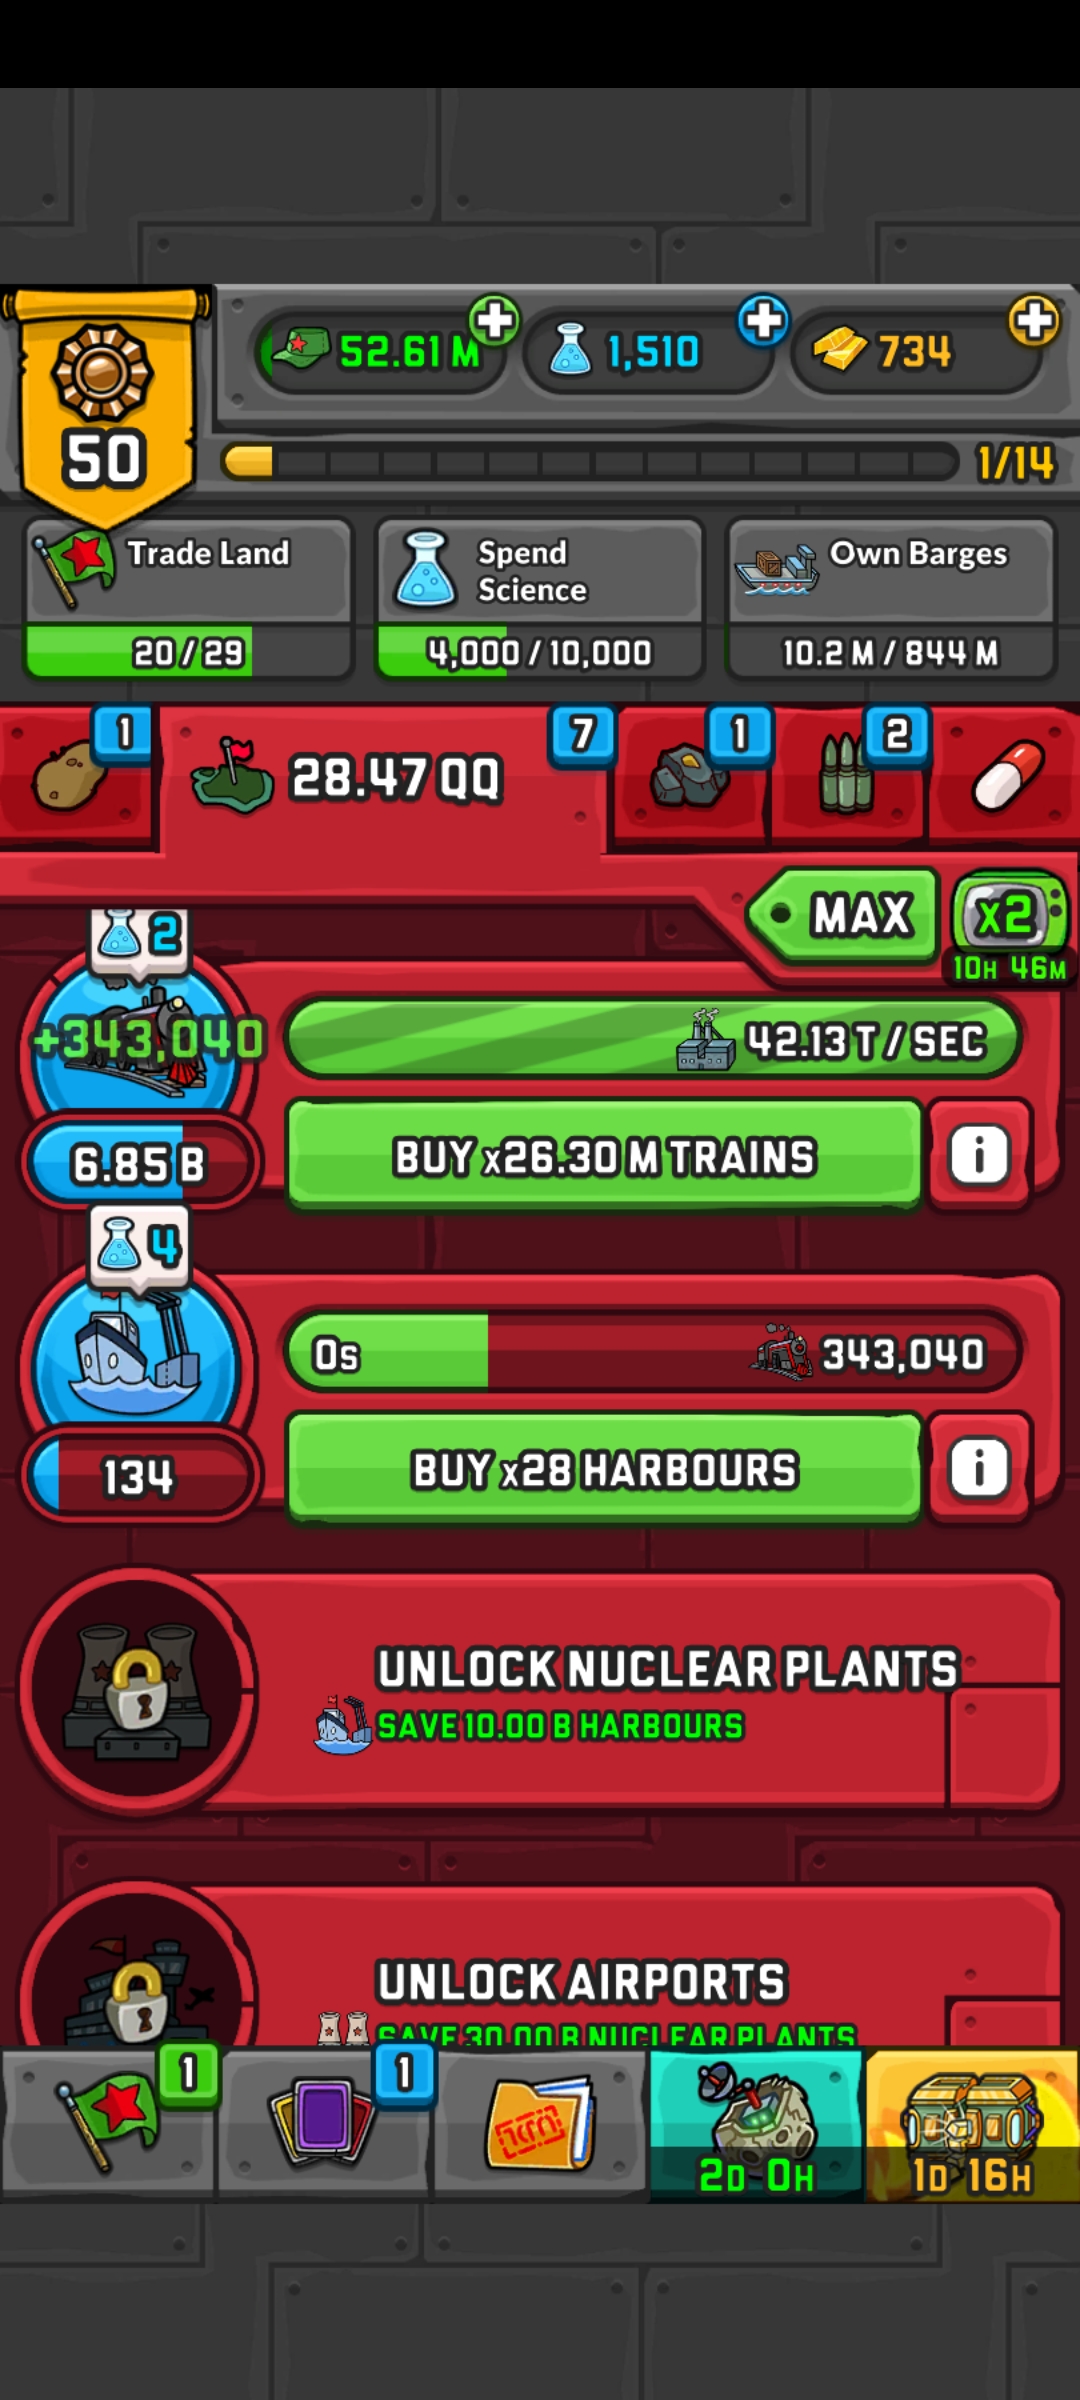 52.61 M
1,510
734
50
1/14
Trade Land
20 / 29
Spend
Science
4,000 / 10,000
Own Barges
10.2 M / 844 M
1
28.47 QQ
7
1
2
MAX
x2
10H 46M
2
+343,040
42.13 T / SEC
6.85 B
BUY x26.30 M TRAINS
i
4
0s
343,040
134
BUY x28 HARBOURS
i
UNLOCK NUCLEAR PLANTS
SAVE 10.00 B HARBOURS
UNLOCK AIRPORTS
SAVE 30.00 B NUCLEAR PLANTS
1
1
2D 0H
1D 16H